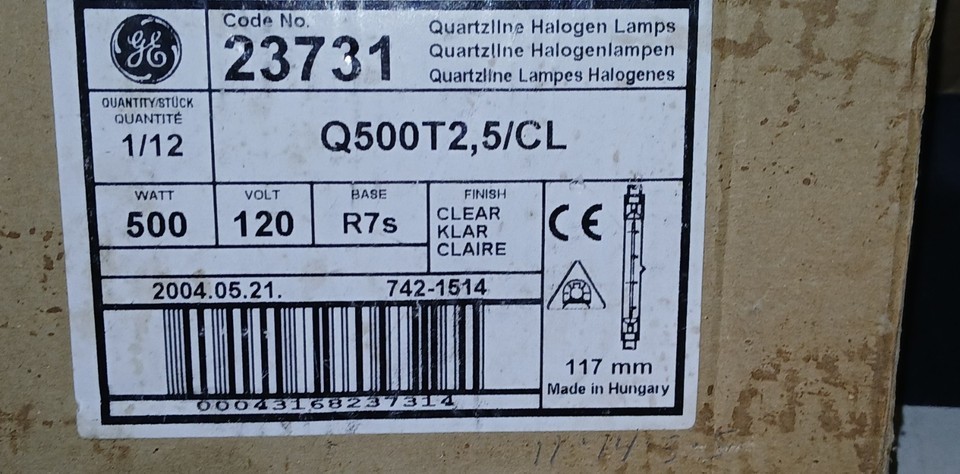 GE
Code No.
23731
Quartzline Halogen Lamps
Quartzline Halogenlampen
Quartzline Lampes Halogenes
QUANTITY/STÜCK
QUANTITÉ
1/12
Q500T2,5/CL
WATT
500
VOLT
120
BASE
R7s
FINISH
CLEAR
KLAR
CLAIRE
CE
2004.05.21.
742-1514
00043168237314
117 mm
Made in Hungary